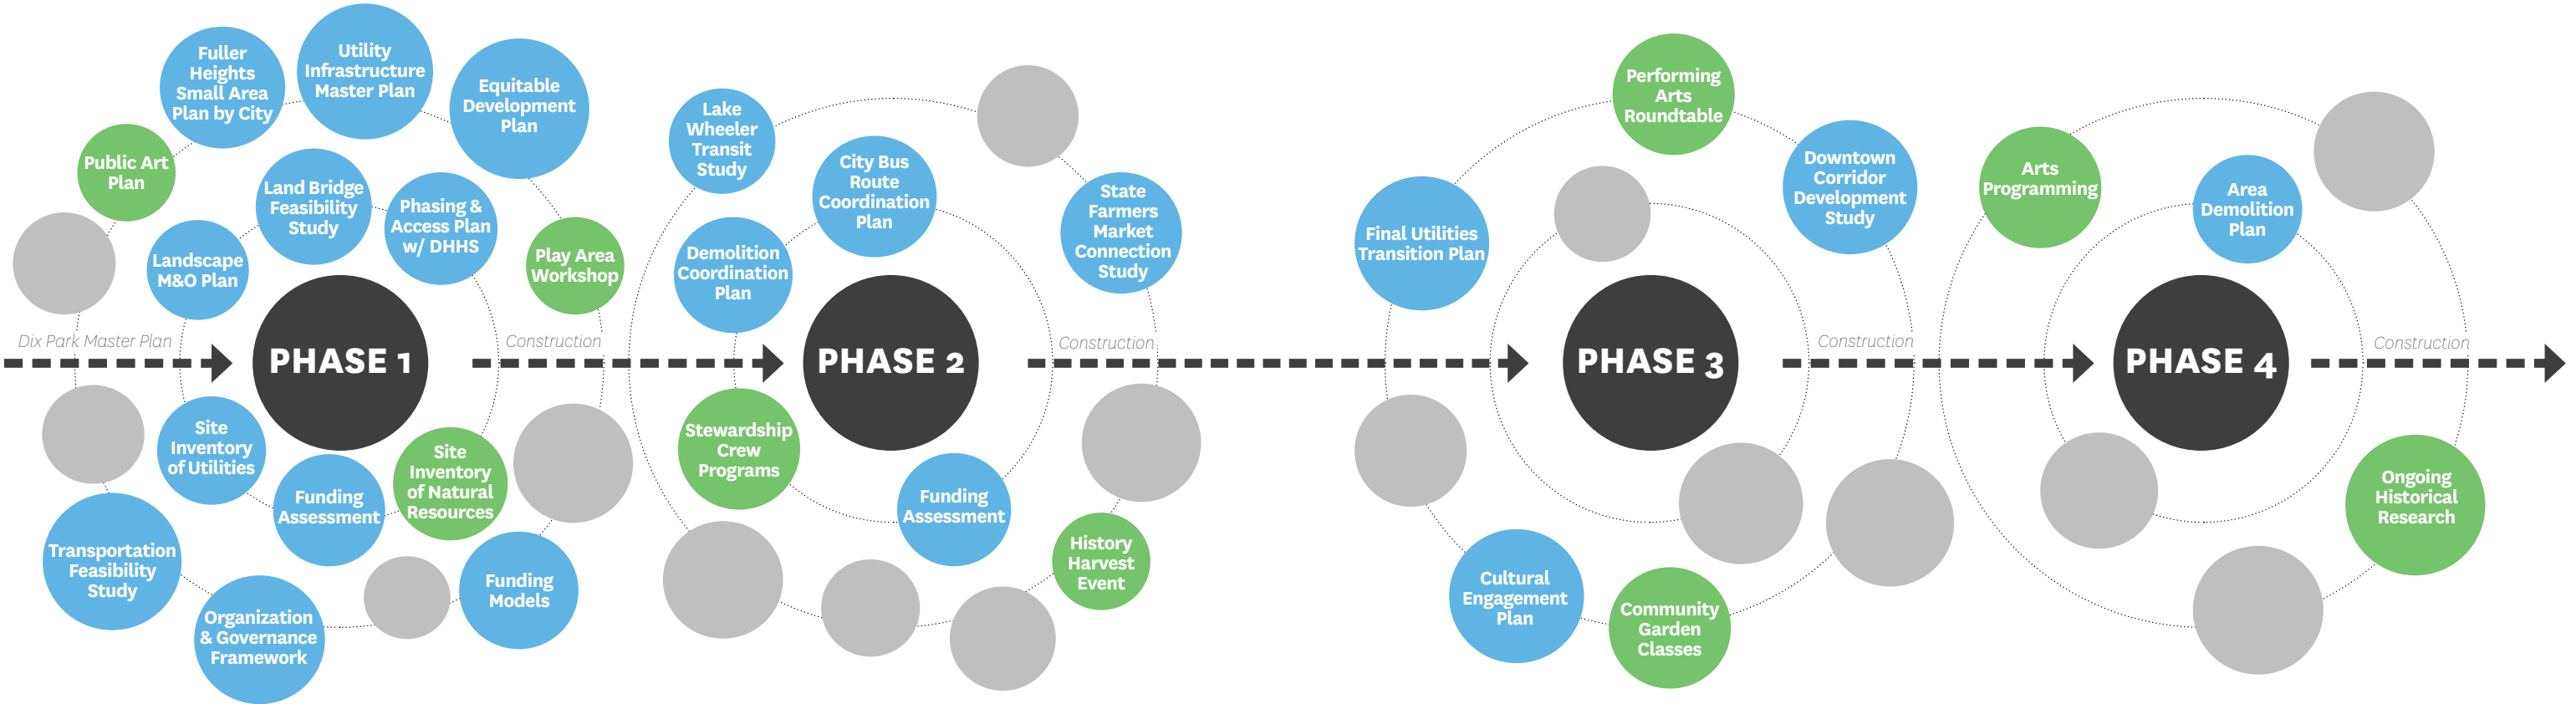 Fuller
Heights
Small Area
Plan by City
Utility
Infrastructure
Master Plan
Equitable
Development
Plan
Public Art
Plan
Land Bridge
Feasibility
Study
Phasing &
Access Plan
w/ DHHS
Landscape
M&O Plan
Play Area
Workshop
Dix Park Master Plan
PHASE 1
Construction
Site
Inventory
of Utilities
Funding
Assessment
Site
Inventory
of Natural
Resources
Transportation
Feasibility
Study
Organization
& Governance
Framework
Funding
Models
Lake
Wheeler
Transit
Study
City Bus
Route
Coordination
Plan
Demolition
Coordination
Plan
State
Farmers
Market
Connection
Study
PHASE 2
Construction
Stewardship
Crew
Programs
Funding
Assessment
History
Harvest
Event
Performing
Arts
Roundtable
Downtown
Corridor
Development
Study
Final Utilities
Transition Plan
PHASE 3
Construction
Cultural
Engagement
Plan
Community
Garden
Classes
Arts
Programming
Area
Demolition
Plan
PHASE 4
Construction
Ongoing
Historical
Research